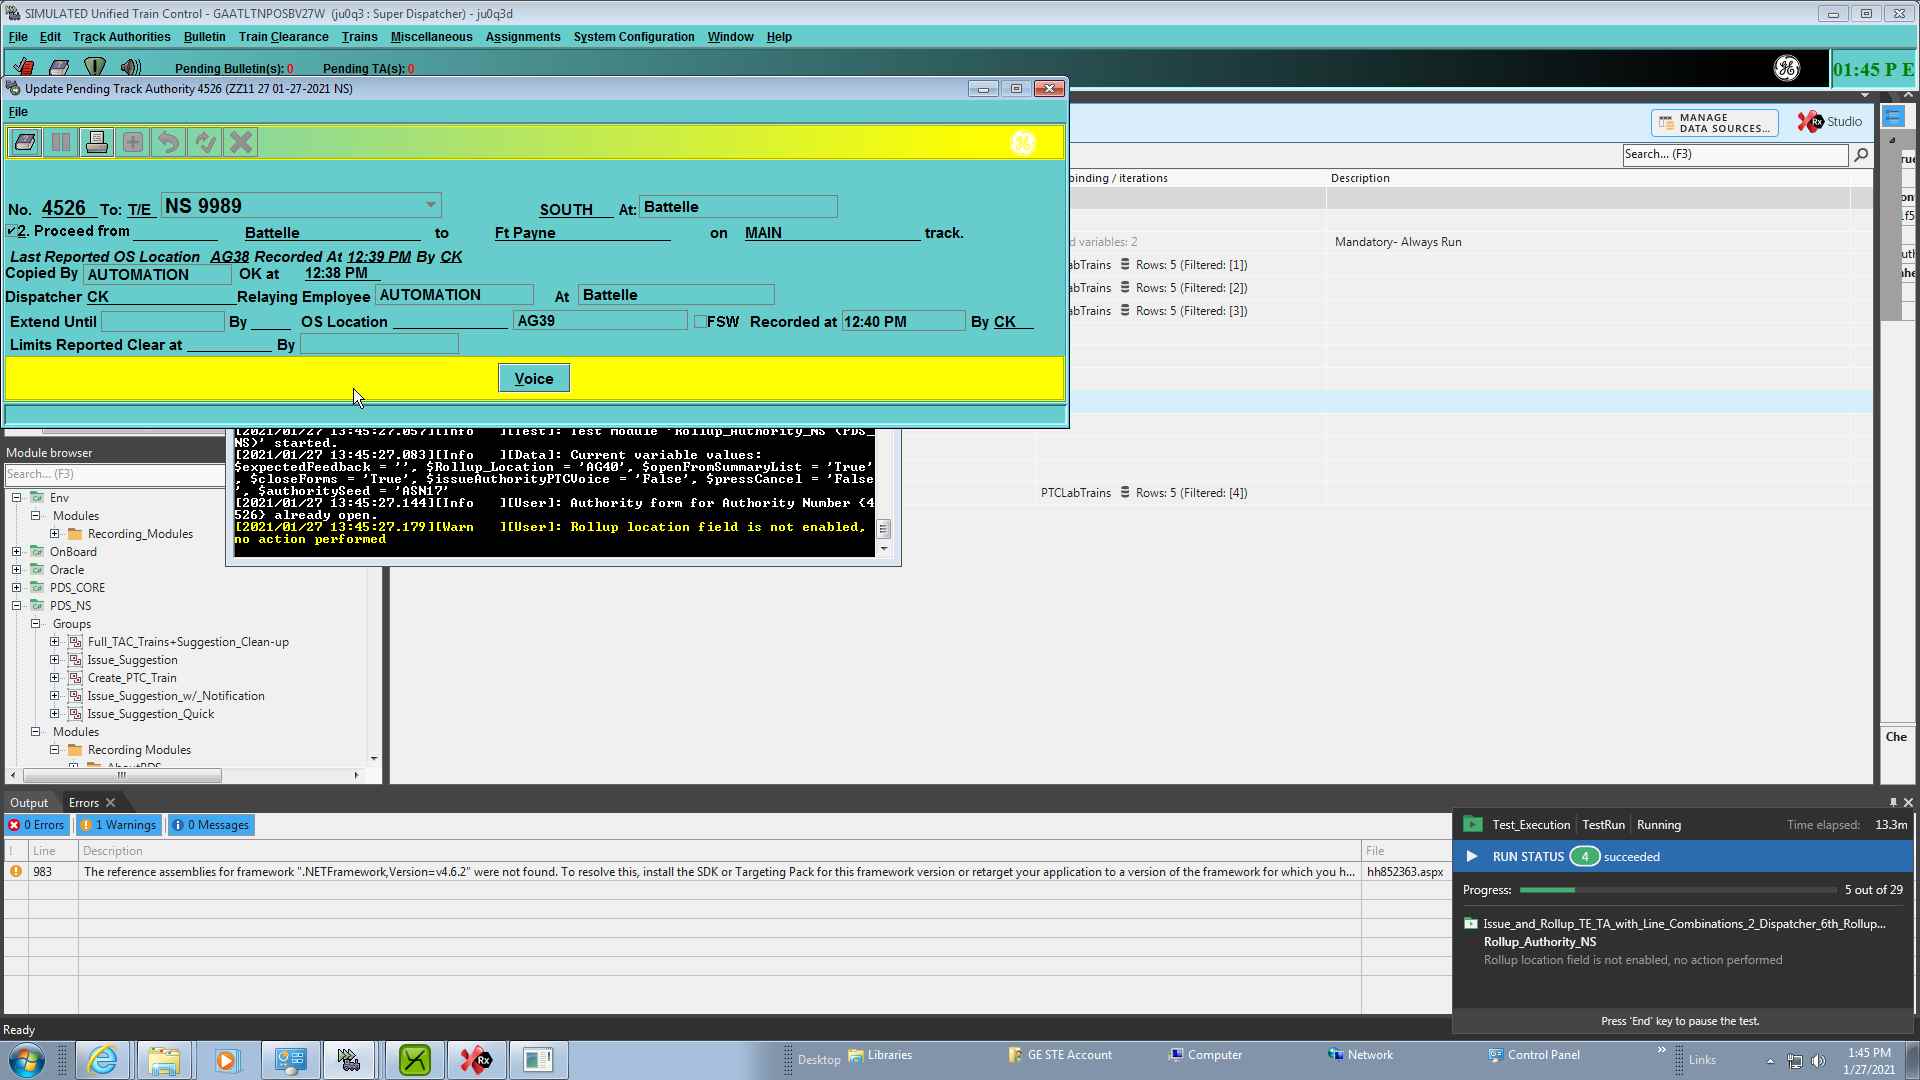 SIMULATED Unified Train Control - GAATLTNPOSBV27W (ju0q3 : Super Dispatcher) - ju0q3d
File Edit Track Authorities Bulletin Train Clearance Trains Miscellaneous Assignments System Configuration Window Help
Pending Bulletin(s): 0 Pending TA(s): 0
01:45 P E
Update Pending Track Authority 4526 (ZZ11 27 01-27-2021 NS)
File
MANAGE
DATA SOURCES...
Studio
Search... (F3)
binding / iterations Description
No. 4526 To: T/E NS 9989 SOUTH At: Battelle
2. Proceed from Battelle to Ft Payne on MAIN track.
Last Reported OS Location AG38 Recorded At 12:39 PM By CK
Copied By AUTOMATION OK at 12:38 PM
Dispatcher CK Relaying Employee AUTOMATION At Battelle
Extend Until By OS Location AG39 FSW Recorded at 12:40 PM By CK
Limits Reported Clear at By
Voice
d variables: 2 Mandatory- Always Run
abTrains Rows: 5 (Filtered: [1])
abTrains Rows: 5 (Filtered: [2])
abTrains Rows: 5 (Filtered: [3])
PTCLabTrains Rows: 5 (Filtered: [4])
[2021/01/27 13:45:27.057][Info ][Test]: Test Module 'Rollup_Authority_NS (PDS_
NS)' started.
[2021/01/27 13:45:27.083][Info ][Data]: Current variable values:
$expectedFeedback = '', $Rollup_Location = 'AG40', $openFromSummaryList = 'True'
, $closeForms = 'True', $issueAuthorityPTCVoice = 'False', $pressCancel = 'False
', $authoritySeed = 'ASN17'
[2021/01/27 13:45:27.144][Info ][User]: Authority form for Authority Number {4
526} already open.
[2021/01/27 13:45:27.179][Warn ][User]: Rollup location field is not enabled,
no action performed
Module browser
Search... (F3)
Env
Modules
Recording_Modules
OnBoard
Oracle
PDS_CORE
PDS_NS
Groups
Full_TAC_Trains+Suggestion_Clean-up
Issue_Suggestion
Create_PTC_Train
Issue_Suggestion_w/_Notification
Issue_Suggestion_Quick
Modules
Recording Modules
AboutPDS
Che
Output Errors
0 Errors 1 Warnings 0 Messages
! Line Description File
983 The reference assemblies for framework ".NETFramework,Version=v4.6.2" were not found. To resolve this, install the SDK or Targeting Pack for this framework version or retarget your application to a version of the framework for which you h... hh852363.aspx
Test_Execution TestRun Running Time elapsed: 13.3m
RUN STATUS 4 succeeded
Progress: 5 out of 29
Issue_and_Rollup_TE_TA_with_Line_Combinations_2_Dispatcher_6th_Rollup...
Rollup_Authority_NS
Rollup location field is not enabled, no action performed
Press 'End' key to pause the test.
Ready
Desktop Libraries GE STE Account Computer Network Control Panel » Links
1:45 PM
1/27/2021